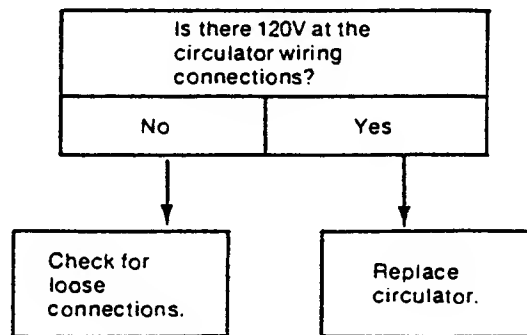 Is there 120V at the
circulator wiring
connections?
No
Yes
Check for
loose
connections.
Replace
circulator.